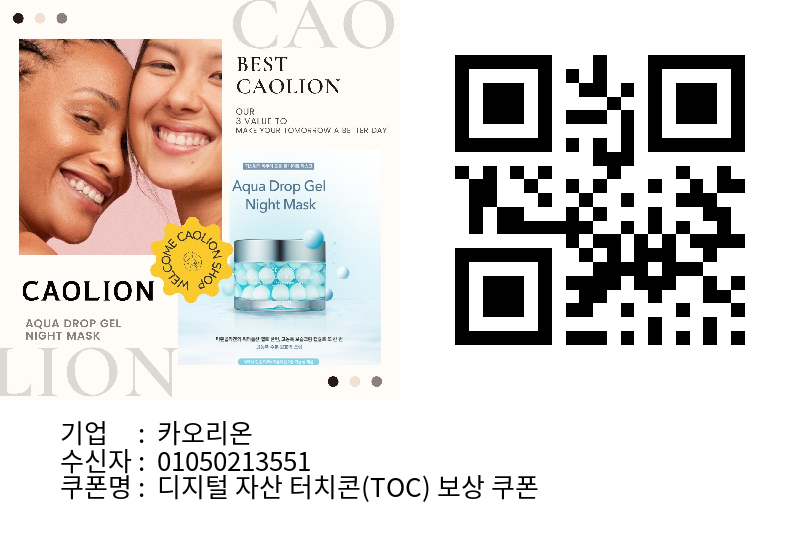 CAO
BEST
CAOLION
OUR
3 VALUE TO
MAKE YOUR TOMORROW A BETTER DAY
Aqua Drop Gel
Night Mask
WELCOME CAOLION SHOP
CAOLION
AQUA DROP GEL
NIGHT MASK
LION
기업 : 카오리온
수신자 : 01050213551
쿠폰명 : 디지털 자산 터치콘(TOC) 보상 쿠폰